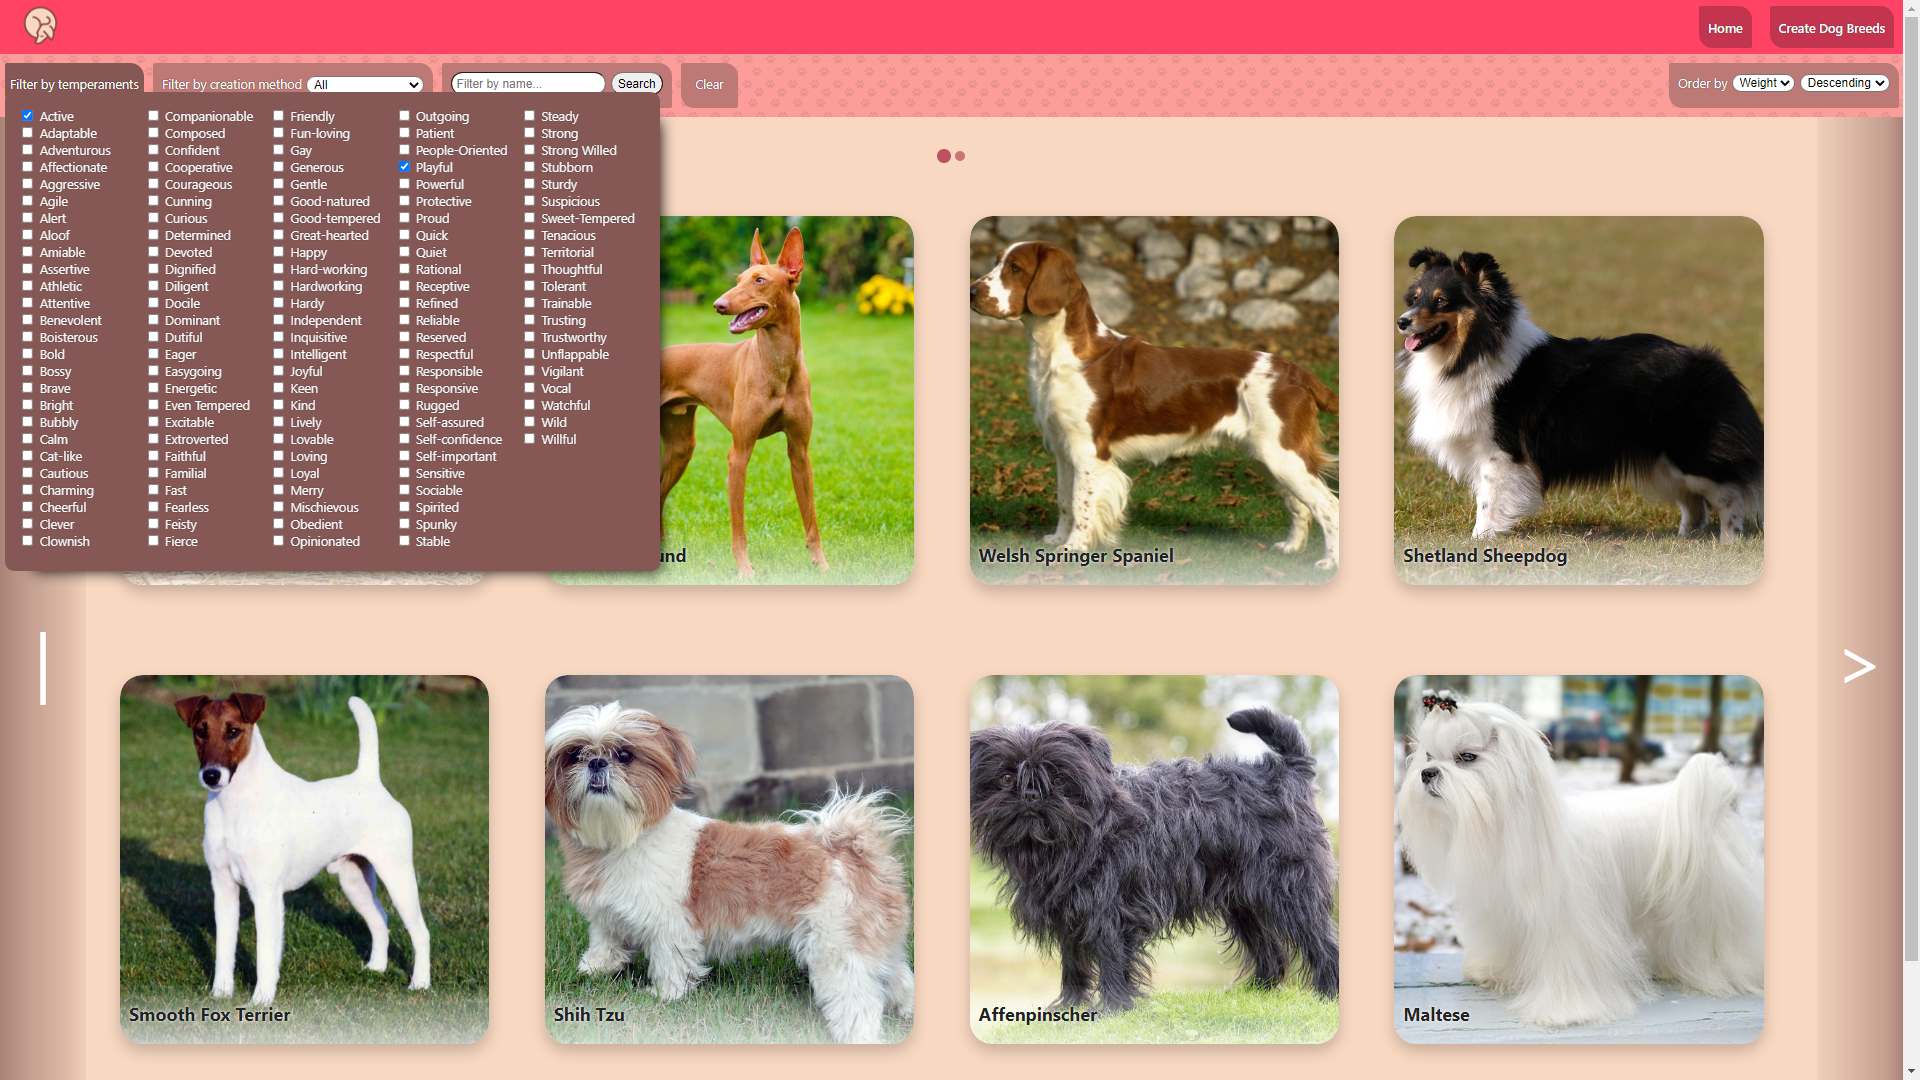 Home
Create Dog Breeds
Filter by temperaments
Filter by creation method
All
Filter by name...
Search
Clear
Order by
Weight
Descending
Active
Adaptable
Adventurous
Affectionate
Aggressive
Agile
Alert
Aloof
Amiable
Assertive
Athletic
Attentive
Benevolent
Boisterous
Bold
Bossy
Brave
Bright
Bubbly
Calm
Cat-like
Cautious
Charming
Cheerful
Clever
Clownish
Companionable
Composed
Confident
Cooperative
Courageous
Cunning
Curious
Determined
Devoted
Dignified
Diligent
Docile
Dominant
Dutiful
Eager
Easygoing
Energetic
Even Tempered
Excitable
Extroverted
Faithful
Familial
Fast
Fearless
Feisty
Fierce
Friendly
Fun-loving
Gay
Generous
Gentle
Good-natured
Good-tempered
Great-hearted
Happy
Hard-working
Hardworking
Hardy
Independent
Inquisitive
Intelligent
Joyful
Keen
Kind
Lively
Lovable
Loving
Loyal
Merry
Mischievous
Obedient
Opinionated
Outgoing
Patient
People-Oriented
Playful
Powerful
Protective
Proud
Quick
Quiet
Rational
Receptive
Refined
Reliable
Reserved
Respectful
Responsible
Responsive
Rugged
Self-assured
Self-confidence
Self-important
Sensitive
Sociable
Spirited
Spunky
Stable
Steady
Strong
Strong Willed
Stubborn
Sturdy
Suspicious
Sweet-Tempered
Tenacious
Territorial
Thoughtful
Tolerant
Trainable
Trusting
Trustworthy
Unflappable
Vigilant
Vocal
Watchful
Wild
Willful
Welsh Springer Spaniel
Shetland Sheepdog
|
>
Smooth Fox Terrier
Shih Tzu
Affenpinscher
Maltese